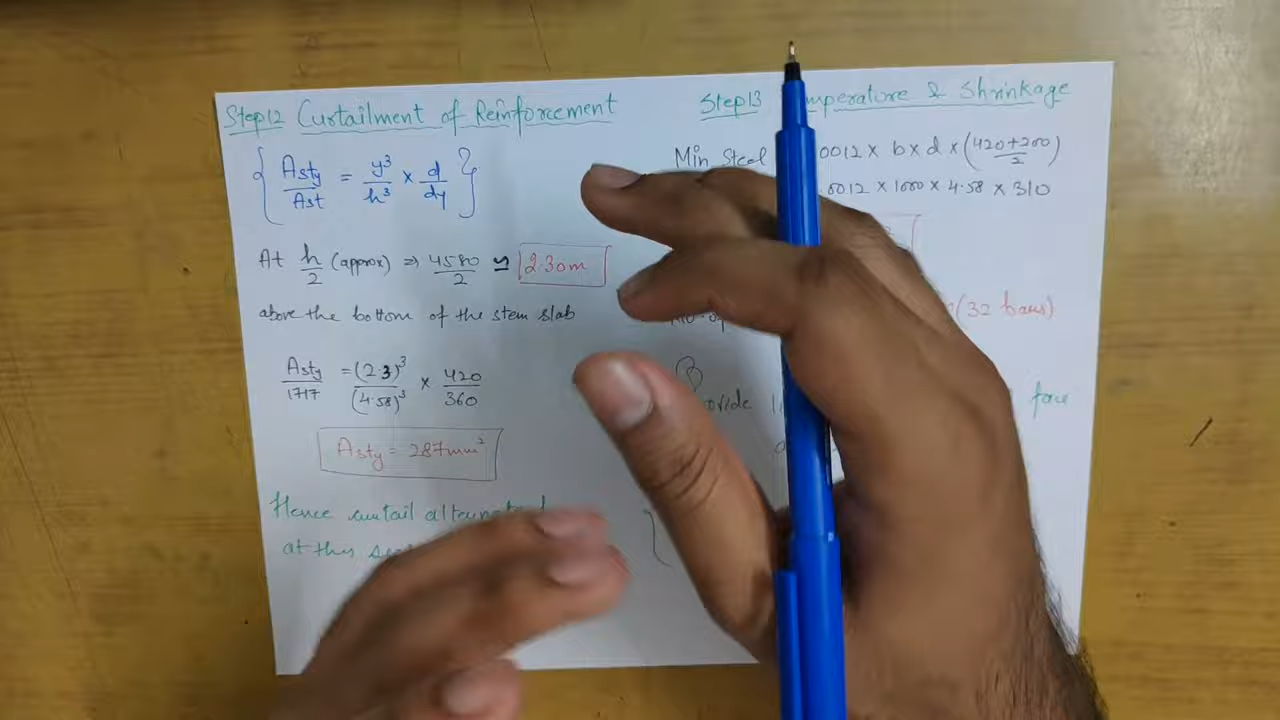 Step12 Curtailment of Reinforcement
{ Asty/Ast = y³/h³ × d/dy }
At h/2 (approx) ⇒ 4580/2 ≃ 2.30m
above the bottom of the stem slab
Asty/1717 = (2.3)³/(4.58)³ × 420/360
Asty = 287mm²
Hence curtail
at this
Step13 mperature & Shrinkage
Min Steel 0012 × b × d × (420+200/2)
0012 × 1000 × 4.58 × 310
(32 bars)
face